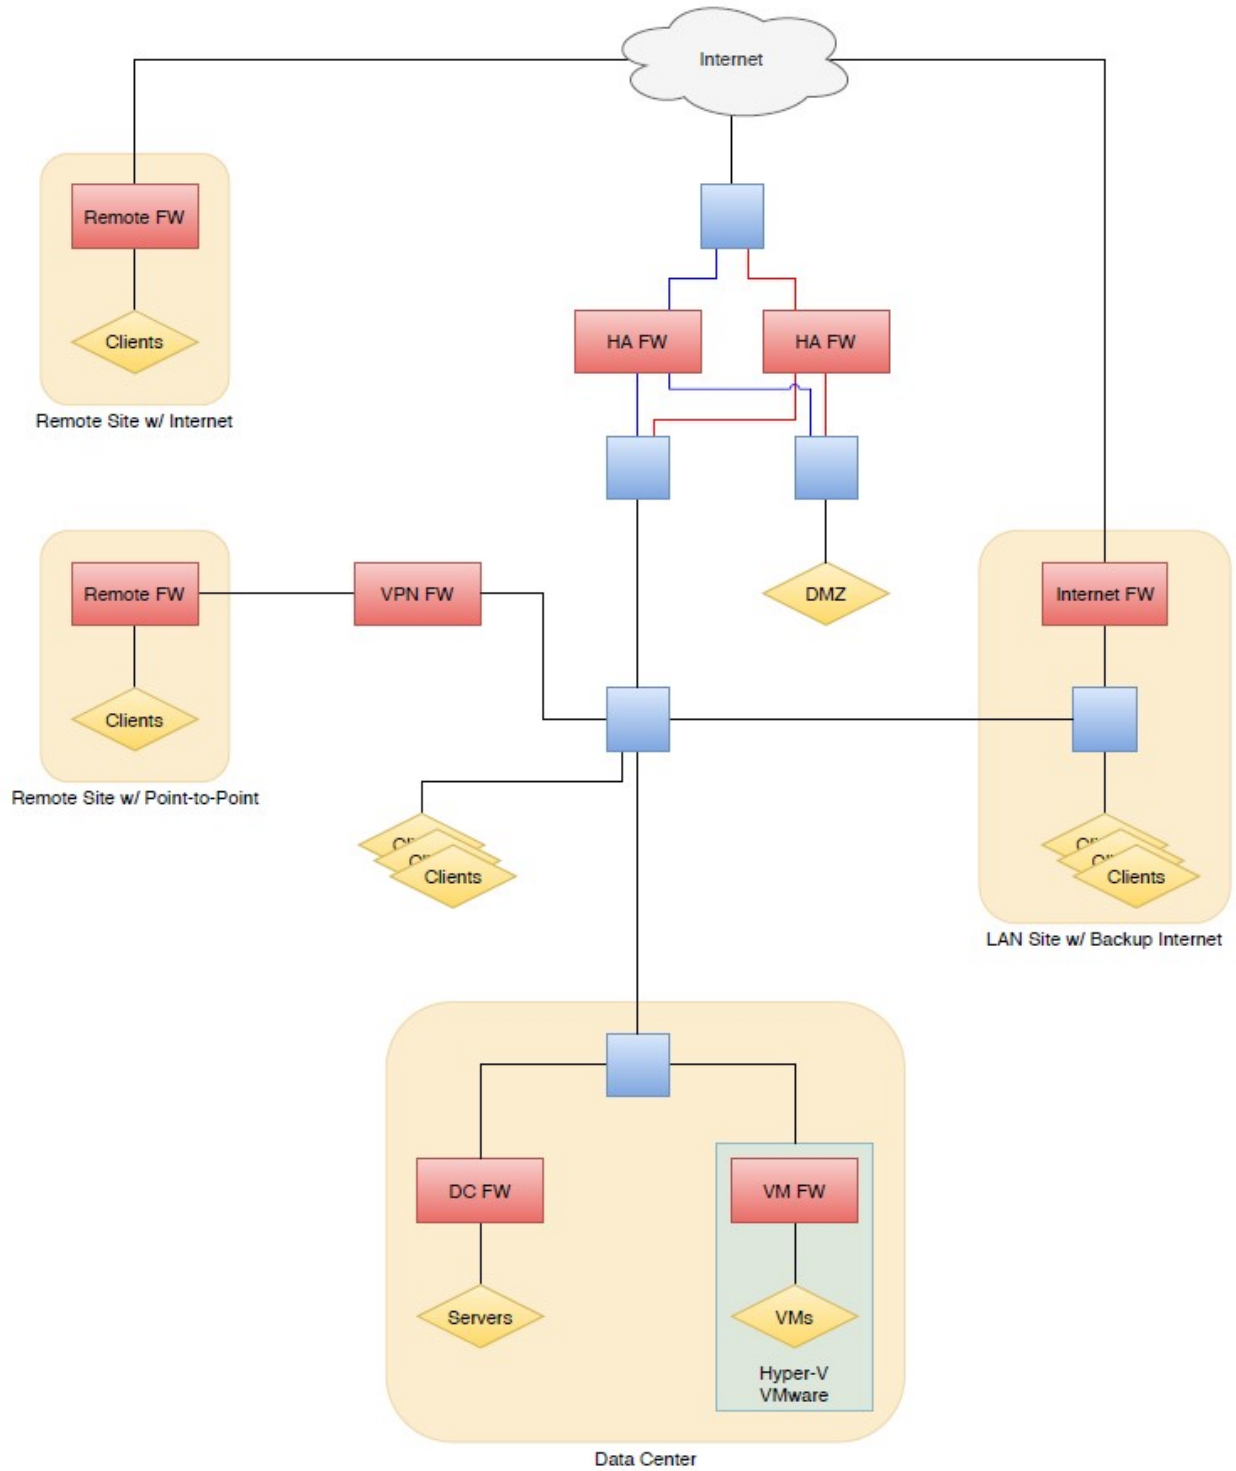 Internet
Remote FW
HA FW
HA FW
Clients
Remote Site w/ Internet
Remote FW
VPN FW
DMZ
Internet FW
Clients
Remote Site w/ Point-to-Point
Clients
Clients
LAN Site w/ Backup Internet
DC FW
VM FW
Servers
VMs
Hyper-V
VMware
Data Center